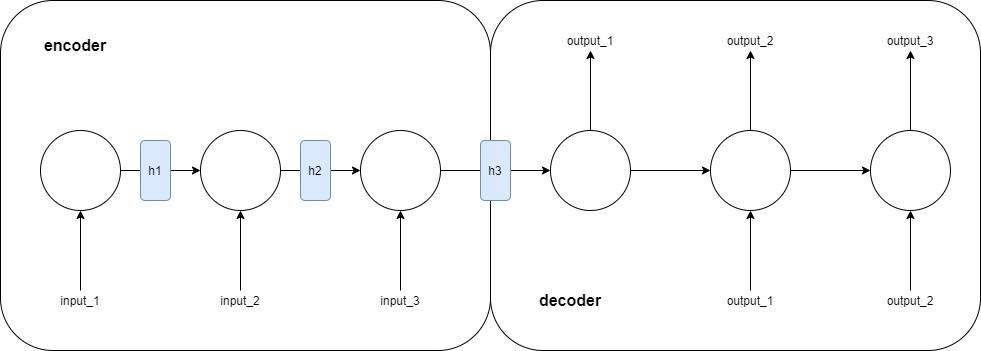 encoder
output_1
output_2
output_3
h1
h2
h3
input_1
input_2
input_3
decoder
output_1
output_2